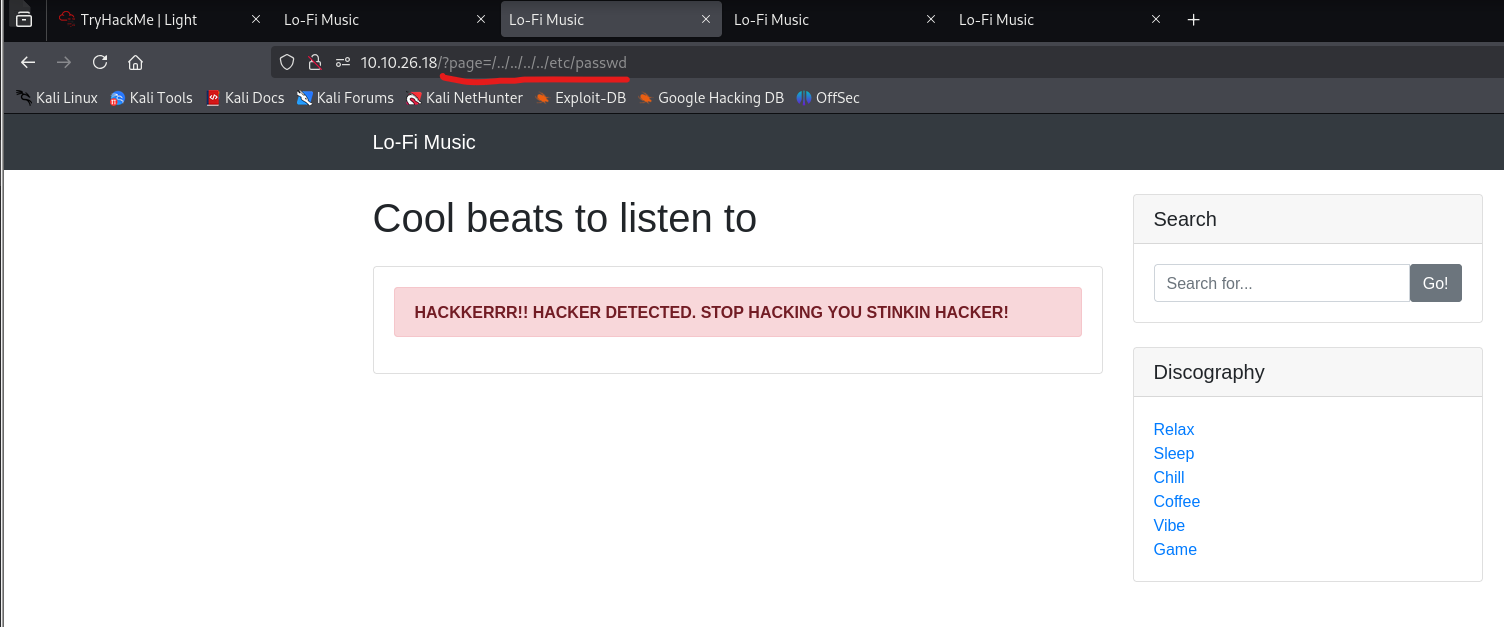 TryHackMe | Light
Lo-Fi Music
Lo-Fi Music
Lo-Fi Music
Lo-Fi Music
10.10.26.18/?page=/../../../../etc/passwd
Kali Linux Kali Tools Kali Docs Kali Forums Kali NetHunter Exploit-DB Google Hacking DB OffSec
Lo-Fi Music
Cool beats to listen to
HACKKERRR!! HACKER DETECTED. STOP HACKING YOU STINKIN HACKER!
Search
Search for... Go!
Discography
Relax
Sleep
Chill
Coffee
Vibe
Game